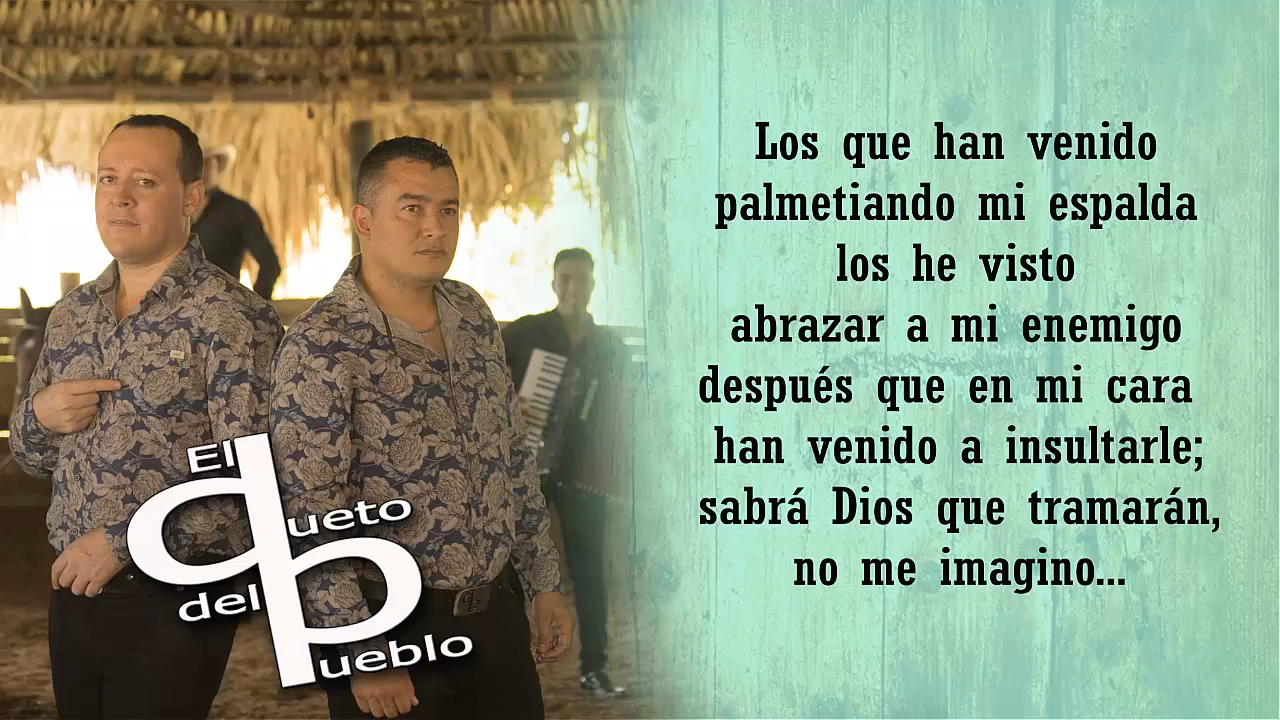 El
dueto
del
pueblo
Los que han venido
palmetiando mi espalda
los he visto
abrazar a mi enemigo
después que en mi cara
han venido a insultarle;
sabrá Dios que tramarán,
no me imagino...